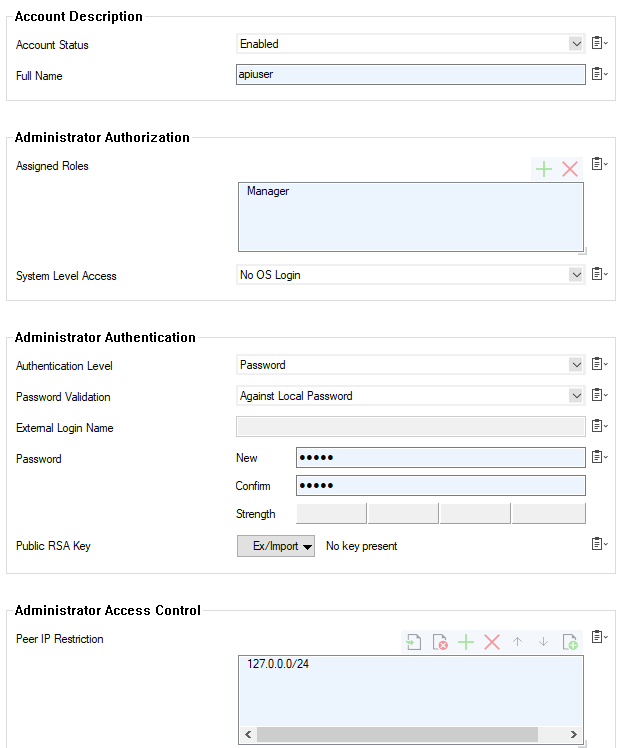 Account Description
Account Status Enabled
Full Name apiuser
Administrator Authorization
Assigned Roles
Manager
System Level Access No OS Login
Administrator Authentication
Authentication Level Password
Password Validation Against Local Password
External Login Name
Password New •••••
Confirm •••••
Strength
Public RSA Key Ex/Import No key present
Administrator Access Control
Peer IP Restriction
127.0.0.0/24